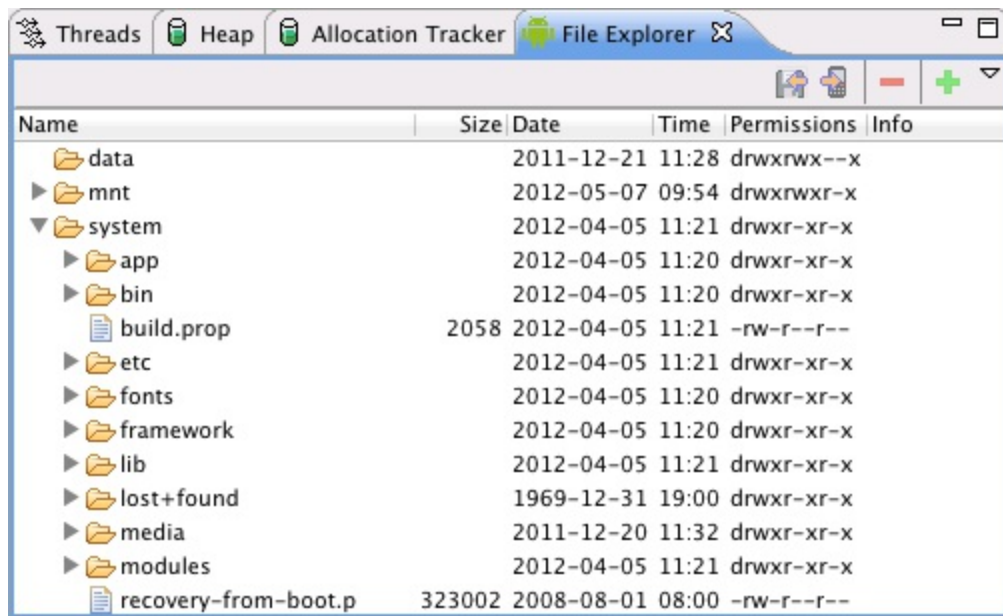 Threads Heap Allocation Tracker File Explorer
Name Size Date Time Permissions Info
data 2011-12-21 11:28 drwxrwx--x
mnt 2012-05-07 09:54 drwxrwxr-x
system 2012-04-05 11:21 drwxr-xr-x
app 2012-04-05 11:20 drwxr-xr-x
bin 2012-04-05 11:20 drwxr-xr-x
build.prop 2058 2012-04-05 11:21 -rw-r--r--
etc 2012-04-05 11:21 drwxr-xr-x
fonts 2012-04-05 11:20 drwxr-xr-x
framework 2012-04-05 11:20 drwxr-xr-x
lib 2012-04-05 11:21 drwxr-xr-x
lost+found 1969-12-31 19:00 drwxr-xr-x
media 2011-12-20 11:32 drwxr-xr-x
modules 2012-04-05 11:21 drwxr-xr-x
recovery-from-boot.p 323002 2008-08-01 08:00 -rw-r--r--